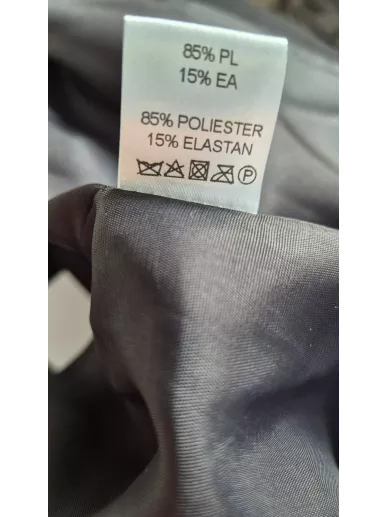 85% PL
15% EA
85% POLIESTER
15% ELASTAN
P